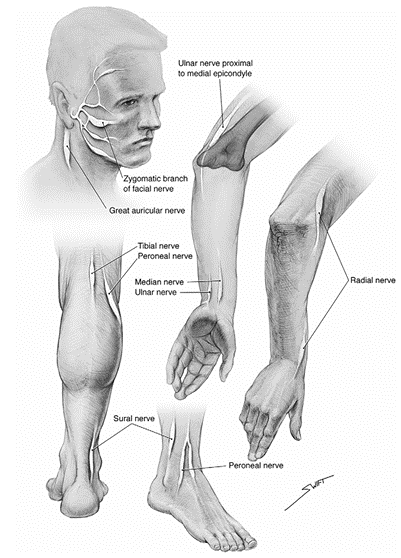 Ulnar nerve proximal
to medial epicondyle
Zygomatic branch
of facial nerve
Great auricular nerve
Tibial nerve
Peroneal nerve
Median nerve
Ulnar nerve
Radial nerve
Sural nerve
Peroneal nerve
SWIFT